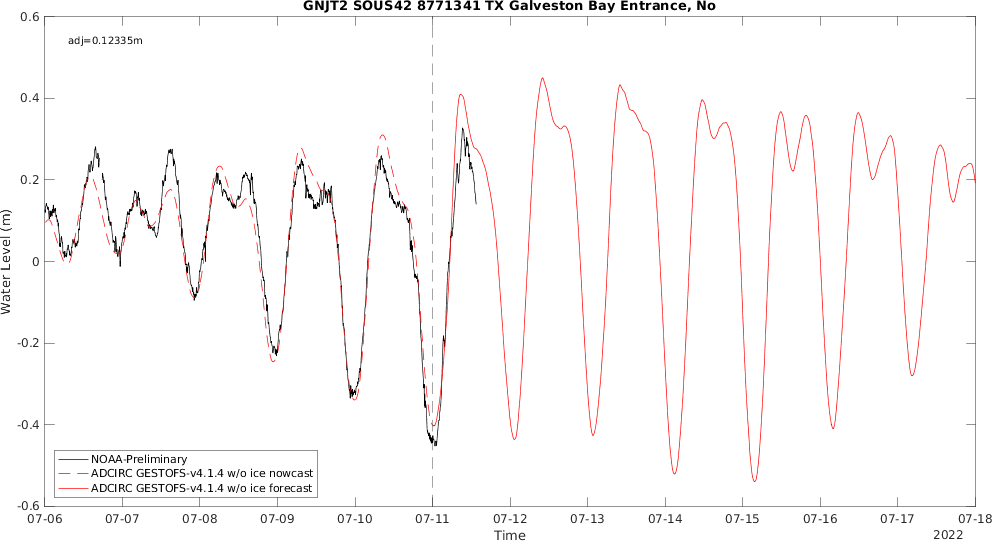 GNJT2 SOUS42 8771341 TX Galveston Bay Entrance, No
adj=0.12335m
0.6
0.4
0.2
0
-0.2
-0.4
-0.6
Water Level (m)
NOAA-Preliminary
ADCIRC GESTOFS-v4.1.4 w/o ice nowcast
ADCIRC GESTOFS-v4.1.4 w/o ice forecast
07-06 07-07 07-08 07-09 07-10 07-11 07-12 07-13 07-14 07-15 07-16 07-17 07-18
Time
2022